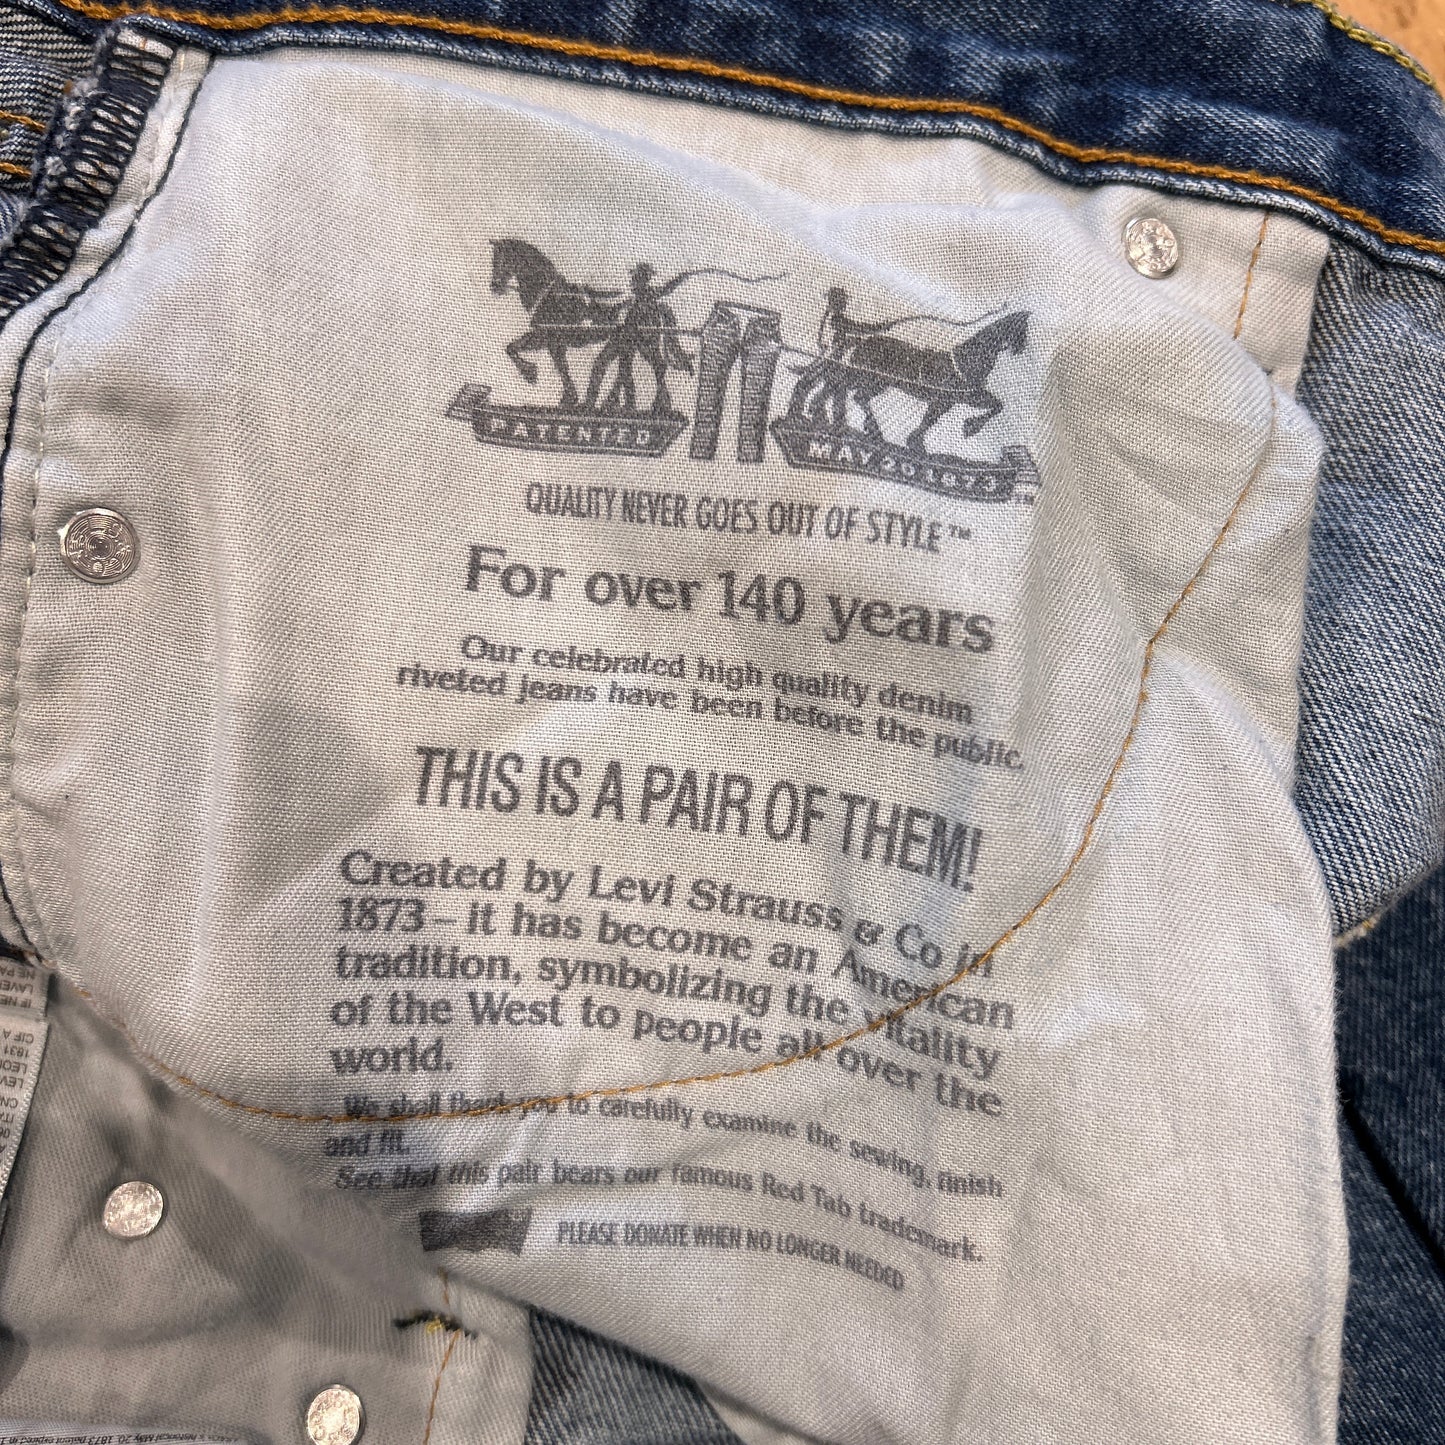 PATENTED
MAY 20 1873
QUALITY NEVER GOES OUT OF STYLE™
For over 140 years
Our celebrated high quality denim
riveted jeans have been before the public.
THIS IS A PAIR OF THEM!
Created by Levi Strauss & Co in
1873 – it has become an American
tradition, symbolizing the vitality
of the West to people all over the
world.
We shall thank you to carefully examine the sewing, finish
and fit.
See that this pair bears our famous Red Tab trademark.
PLEASE DONATE WHEN NO LONGER NEEDED